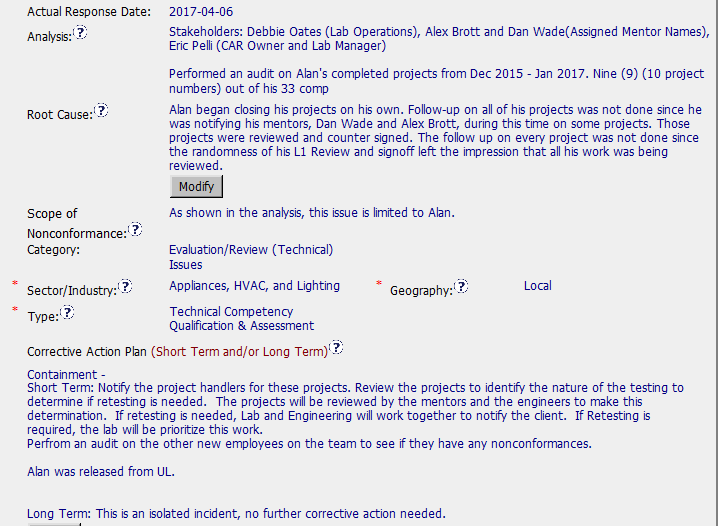 Actual Response Date: 2017-04-06
Analysis:? Stakeholders: Debbie Oates (Lab Operations), Alex Brott and Dan Wade(Assigned Mentor Names),
Eric Pelli (CAR Owner and Lab Manager)
Performed an audit on Alan's completed projects from Dec 2015 - Jan 2017. Nine (9) (10 project
numbers) out of his 33 comp
Root Cause:? Alan began closing his projects on his own. Follow-up on all of his projects was not done since he
was notifying his mentors, Dan Wade and Alex Brott, during this time on some projects. Those
projects were reviewed and counter signed. The follow up on every project was not done since
the randomness of his L1 Review and signoff left the impression that all his work was being
reviewed.
Modify
Scope of As shown in the analysis, this issue is limited to Alan.
Nonconformance:?
Category: Evaluation/Review (Technical)
Issues
* Sector/Industry:? Appliances, HVAC, and Lighting * Geography:? Local
* Type:? Technical Competency
Qualification & Assessment
Corrective Action Plan (Short Term and/or Long Term)?
Containment -
Short Term: Notify the project handlers for these projects. Review the projects to identify the nature of the testing to
determine if retesting is needed. The projects will be reviewed by the mentors and the engineers to make this
determination. If retesting is needed, Lab and Engineering will work together to notify the client. If Retesting is
required, the lab will be prioritize this work.
Perfrom an audit on the other new employees on the team to see if they have any nonconformances.
Alan was released from UL.
Long Term: This is an isolated incident, no further corrective action needed.